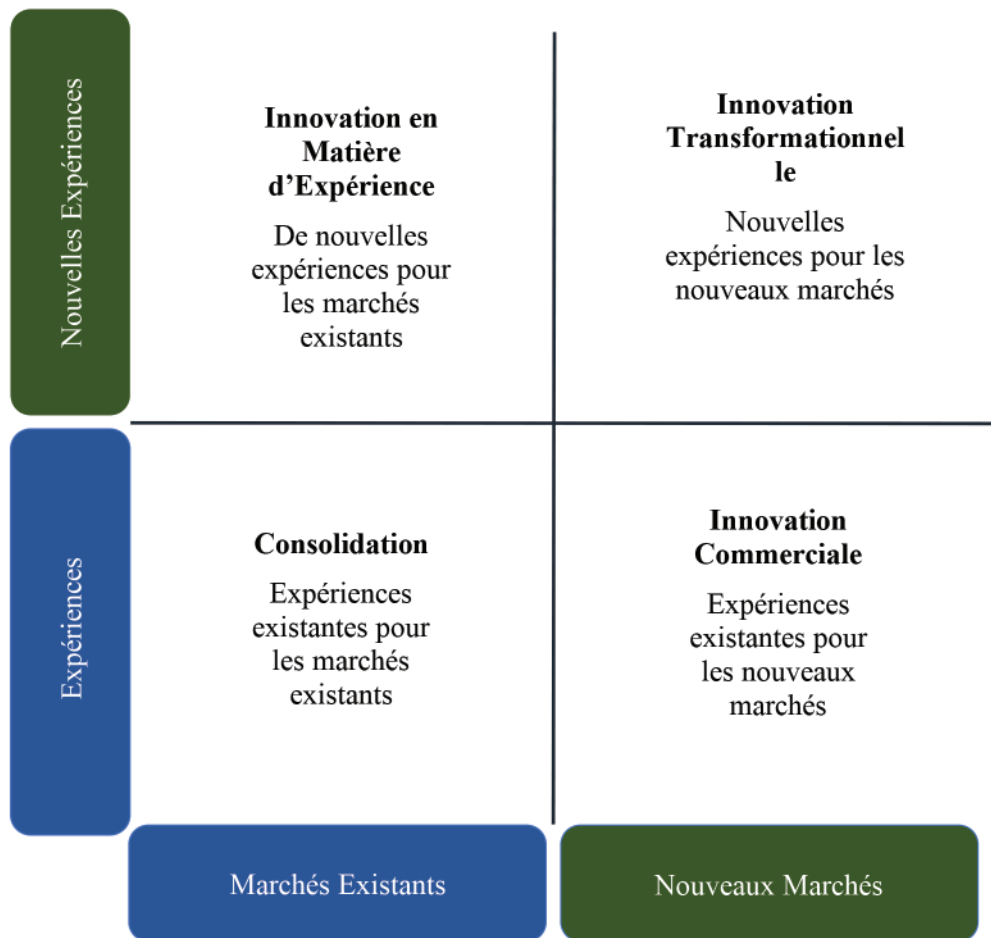 Nouvelles Expériences
Innovation en
Matière
d’Expérience
De nouvelles
expériences pour
les marchés
existants
Innovation
Transformationnel
le
Nouvelles
expériences pour les
nouveaux marchés
Expériences
Consolidation
Expériences
existantes pour
les marchés
existants
Innovation
Commerciale
Expériences
existantes pour
les nouveaux
marchés
Marchés Existants
Nouveaux Marchés